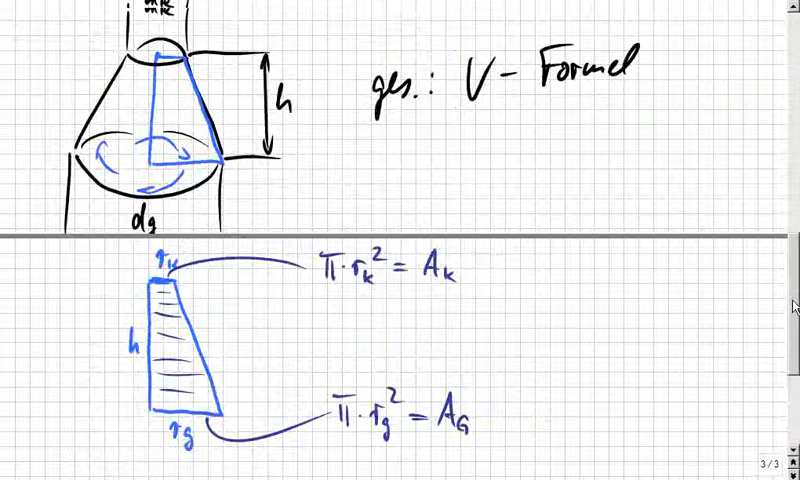 h
ges.: V - Formel
dg
rk
π · rk² = Ak
h
π · rg² = AG
rg
3/3